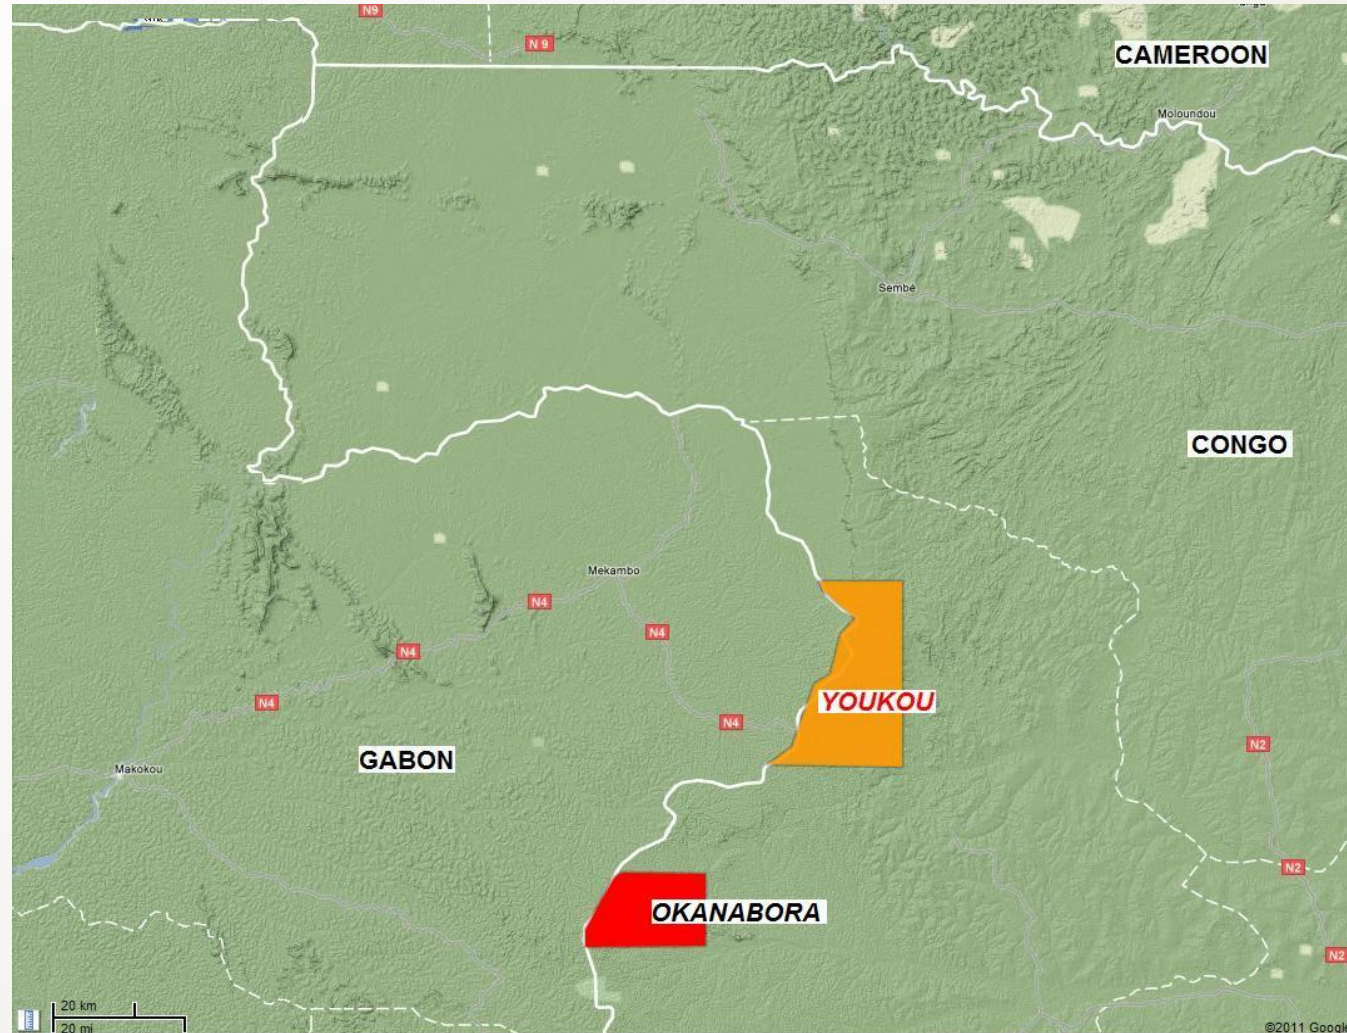 N9
N 9
CAMEROON
Moloundou
Sembé
CONGO
Mekambo
N4
N4
N4
YOUKOU
N4
N4
N2
GABON
Makokou
N2
OKANABORA
N2
20 km
20 mi
©2011 Google